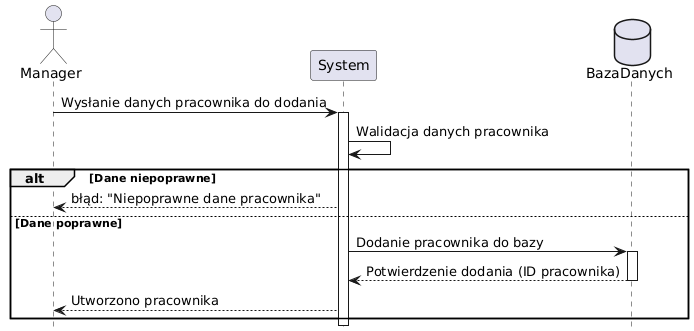 Manager
System
BazaDanych
Wysłanie danych pracownika do dodania
Walidacja danych pracownika
alt [Dane niepoprawne]
błąd: "Niepoprawne dane pracownika"
[Dane poprawne]
Dodanie pracownika do bazy
Potwierdzenie dodania (ID pracownika)
Utworzono pracownika